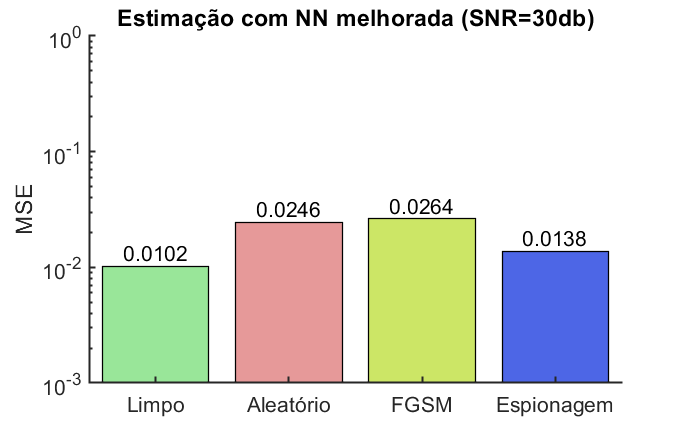 Estimação com NN melhorada (SNR=30db)
10^0
10^-1
10^-2
10^-3
MSE
0.0102
0.0246
0.0264
0.0138
Limpo
Aleatório
FGSM
Espionagem